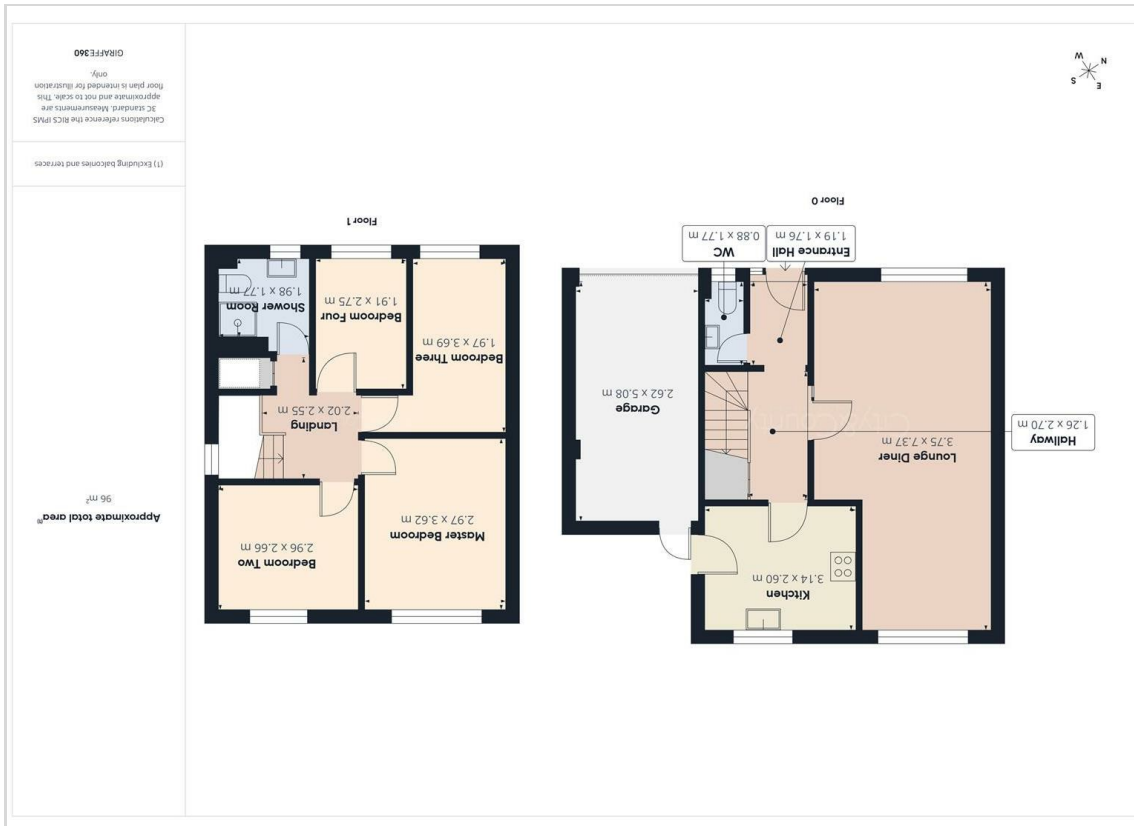 Lounge Diner
3.75 x 7.37 m
Kitchen
3.14 x 2.60 m
Hallway
1.26 x 2.70 m
Garage
2.62 x 5.08 m
Entrance Hall
1.19 x 1.76 m
WC
0.88 x 1.77 m
Floor 0
Master Bedroom
2.97 x 3.62 m
Bedroom Two
2.96 x 2.66 m
Landing
2.02 x 2.55 m
Bedroom Three
1.97 x 3.69 m
Bedroom Four
1.91 x 2.75 m
Shower Room
1.98 x 1.77 m
Floor 1
E
S
N
W
Approximate total area(1)
96 m²
(1) Excluding balconies and terraces
Calculations reference the RICS IPMS
3C standard. Measurements are
approximate and not to scale. This
floor plan is intended for illustration
only.
GIRAFFE360